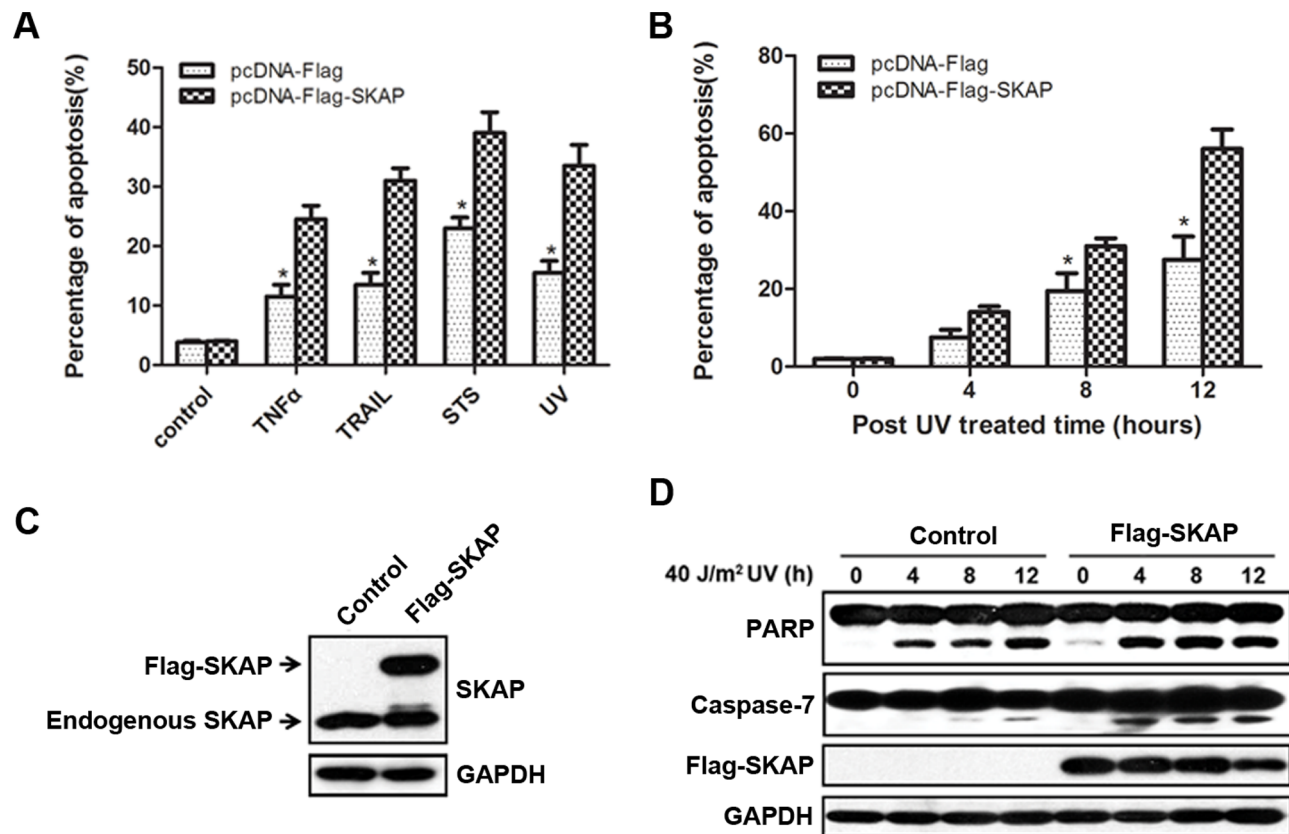 A
Percentage of apoptosis(%)
50
40
30
20
10
0
pcDNA-Flag
pcDNA-Flag-SKAP
*
*
*
*
control
TNFα
TRAIL
STS
UV
B
Percentage of apoptosis(%)
80
60
40
20
0
pcDNA-Flag
pcDNA-Flag-SKAP
*
*
0 4 8 12
Post UV treated time (hours)
C
Control
Flag-SKAP
Flag-SKAP
Endogenous SKAP
SKAP
GAPDH
D
Control Flag-SKAP
40 J/m² UV (h) 0 4 8 12 0 4 8 12
PARP
Caspase-7
Flag-SKAP
GAPDH